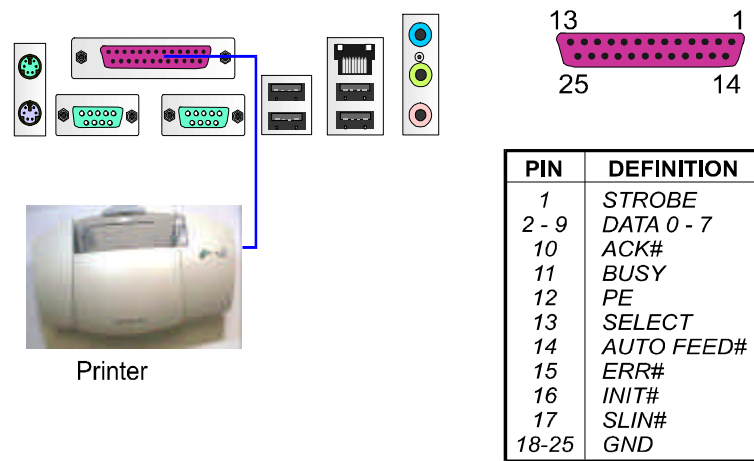 13 1
25 14
PIN DEFINITION
1 STROBE
2 - 9 DATA 0 - 7
10 ACK#
11 BUSY
12 PE
13 SELECT
14 AUTO FEED#
15 ERR#
16 INIT#
17 SLIN#
18-25 GND
Printer